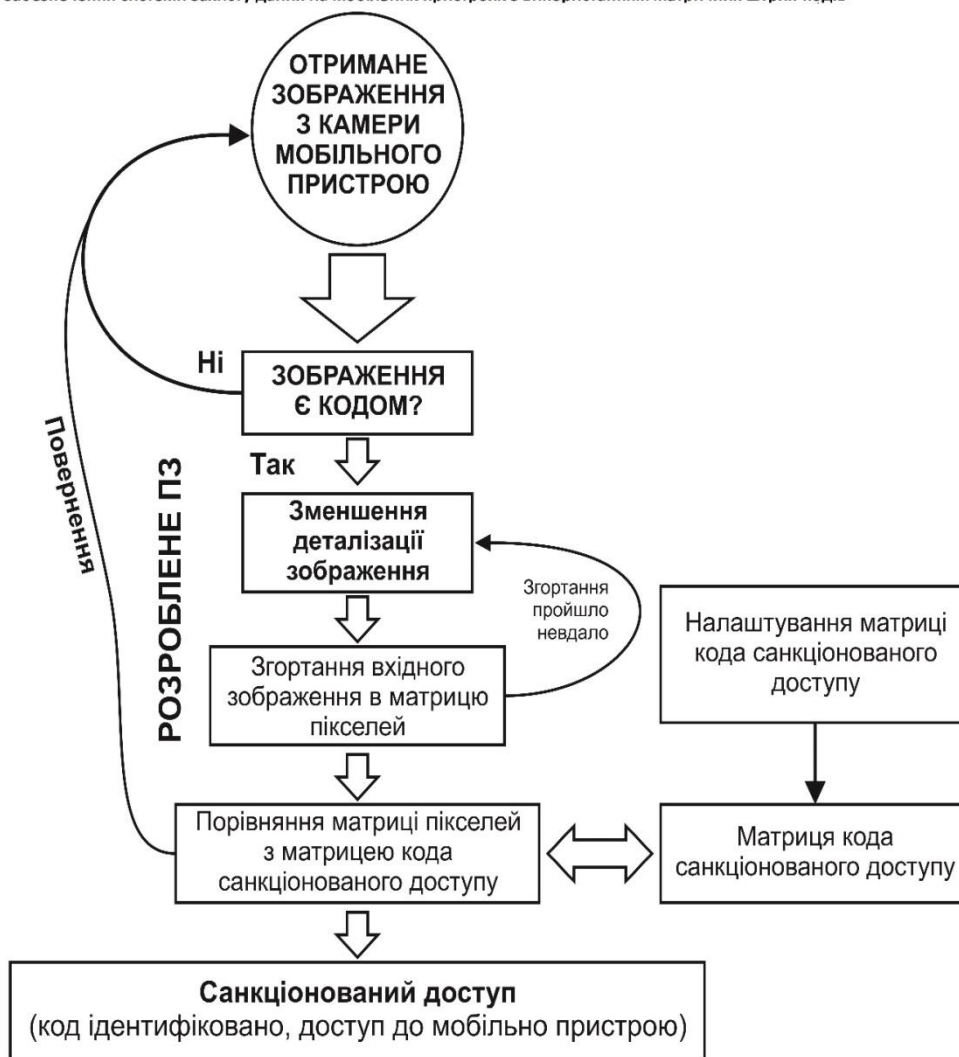 ОТРИМАНЕ
ЗОБРАЖЕННЯ
З КАМЕРИ
МОБІЛЬНОГО
ПРИСТРОЮ
Ні
ЗОБРАЖЕННЯ
Є КОДОМ?
Повернення
Так
РОЗРОБЛЕНЕ ПЗ
Зменшення
деталізації
зображення
Згортання
пройшло
невдало
Налаштування матриці
кода санкціонованого
доступу
Згортання вхідного
зображення в матрицю
пікселей
Порівняння матриці пікселей
з матрицею кода
санкціонованого доступу
Матриця кода
санкціонованого доступу
Санкціонований доступ
(код ідентифіковано, доступ до мобільно пристрою)